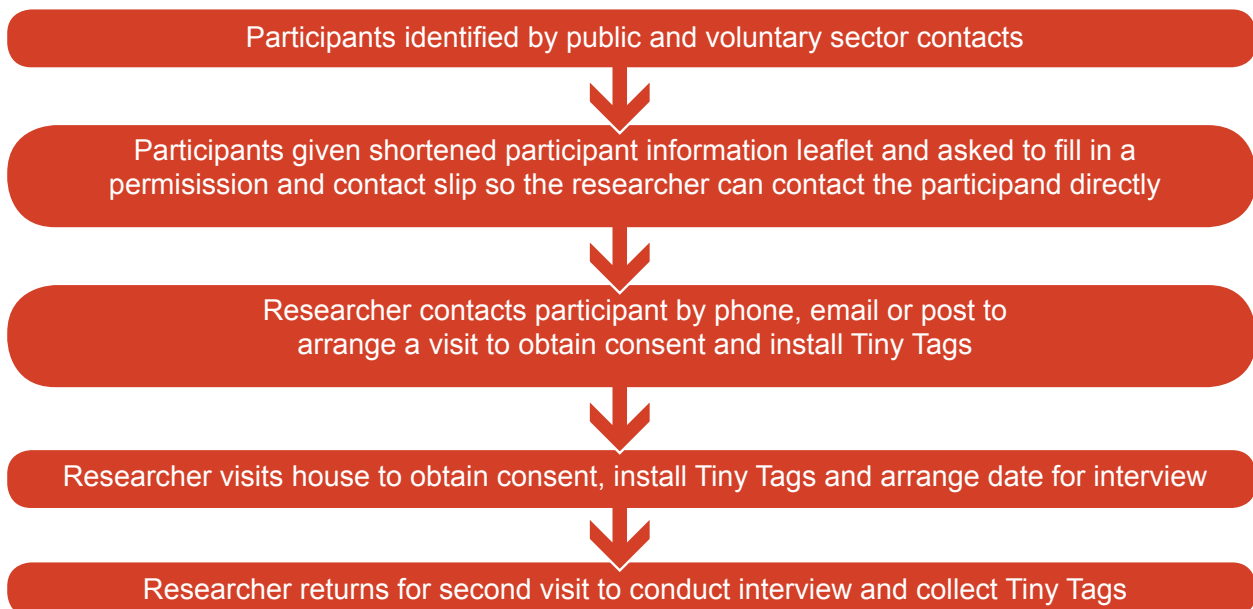 Participants identified by public and voluntary sector contacts
Participants given shortened participant information leaflet and asked to fill in a
permisission and contact slip so the researcher can contact the participand directly
Researcher contacts participant by phone, email or post to
arrange a visit to obtain consent and install Tiny Tags
Researcher visits house to obtain consent, install Tiny Tags and arrange date for interview
Researcher returns for second visit to conduct interview and collect Tiny Tags